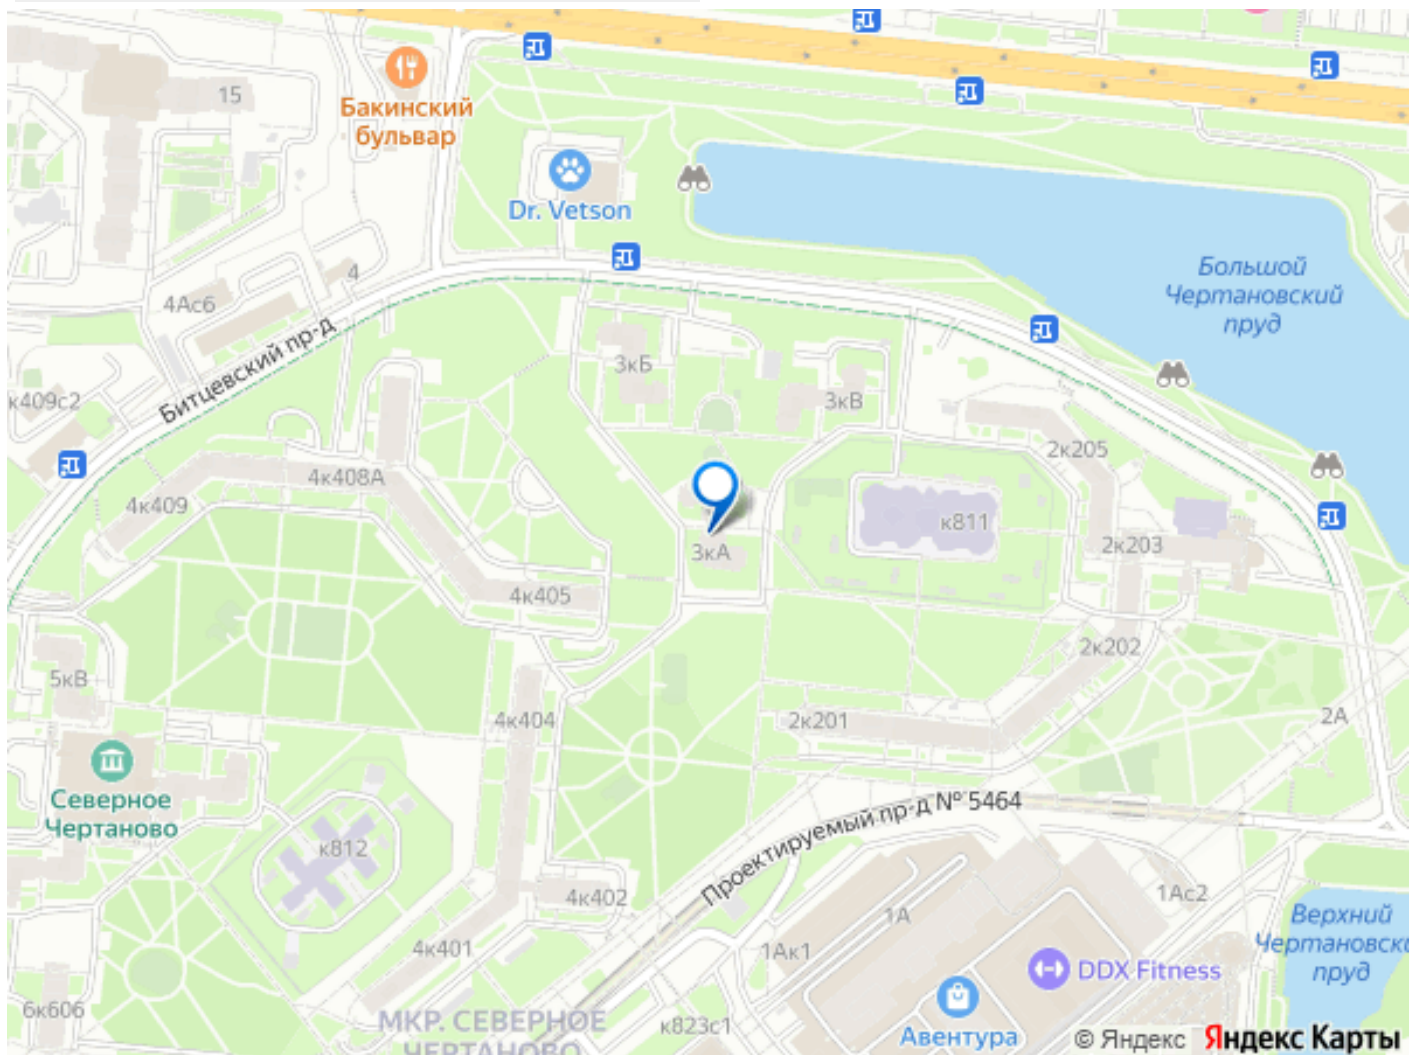 15
Бакинский
бульвар
Dr. Vetson
Большой
Чертановский
пруд
4
4Ас6
Битцевский пр-д
3кБ
3кВ
к409с2
2к205
4к408А
4к409
к811
3кА
2к203
4к405
2к202
5кВ
4к404
2к201
2А
Северное
Чертаново
Проектируемый пр-д № 5464
к812
4к402
1А
1Ас2
Верхний
Чертановско
пруд
4к401
1Ак1
DDX Fitness
6к606
МКР. СЕВЕРНОЕ
ЧЕРТАНОВО
к823с1
Авентура
© Яндекс Яндекс Карты